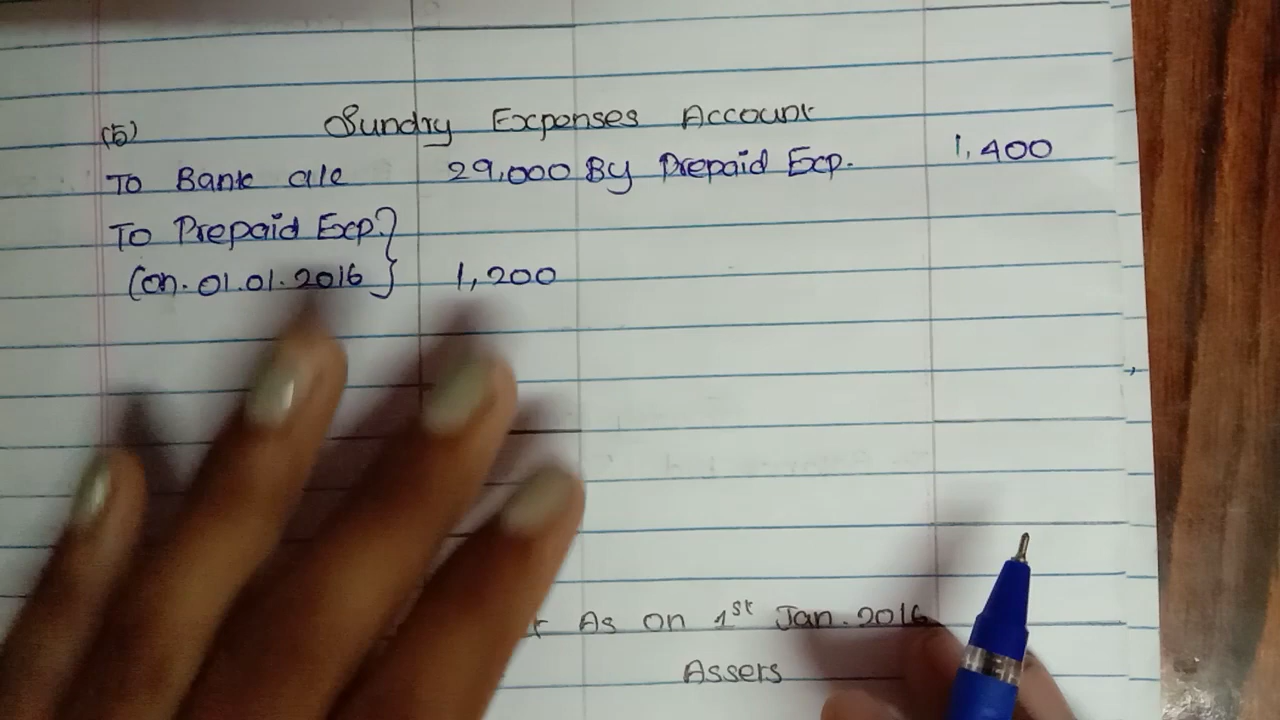 (5) Sundry Expenses Account
To Bank a/c 29,000 By Prepaid Exp. 1,400
To Prepaid Exp.}
(on. 01.01.2016} 1,200
As on 1st Jan. 2016
Assers